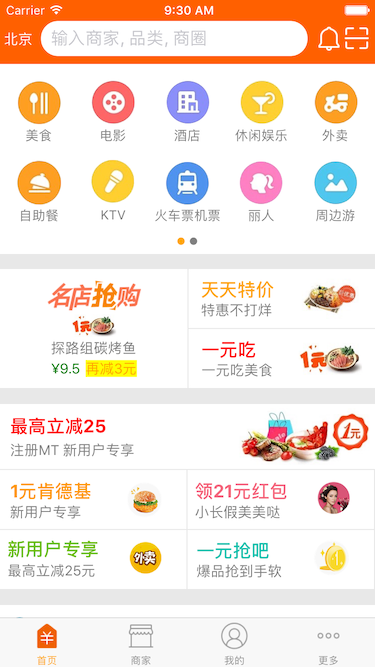 Carrier 9:30 AM
北京 输入商家, 品类, 商圈
美食 电影 酒店 休闲娱乐 外卖
自助餐 KTV 火车票机票 丽人 周边游
名店抢购
1元
探路组碳烤鱼
¥9.5 再减3元
天天特价
特惠不打烊
一元吃
一元吃美食
1元
最高立减25
注册MT 新用户专享
1元
1元肯德基
新用户专享
领21元红包
小长假美美哒
新用户专享
最高立减25元
外卖
一元抢吧
爆品抢到手软
首页 商家 我的 更多